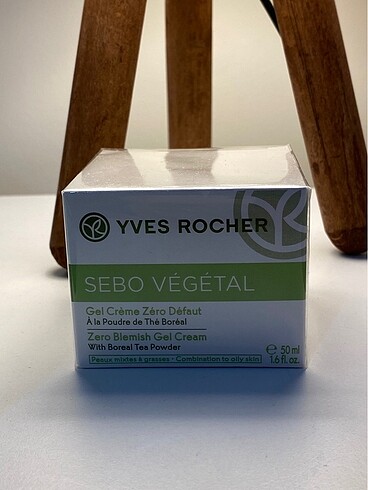 YVES ROCHER
SEBO VÉGÉTAL
Gel Crème Zéro Défaut
À la Poudre de Thé Boréal
Zero Blemish Gel Cream
With Boreal Tea Powder
Peaux mixtes à grasses - Combination to oily skin
℮ 50 ml
1.6 fl. oz.